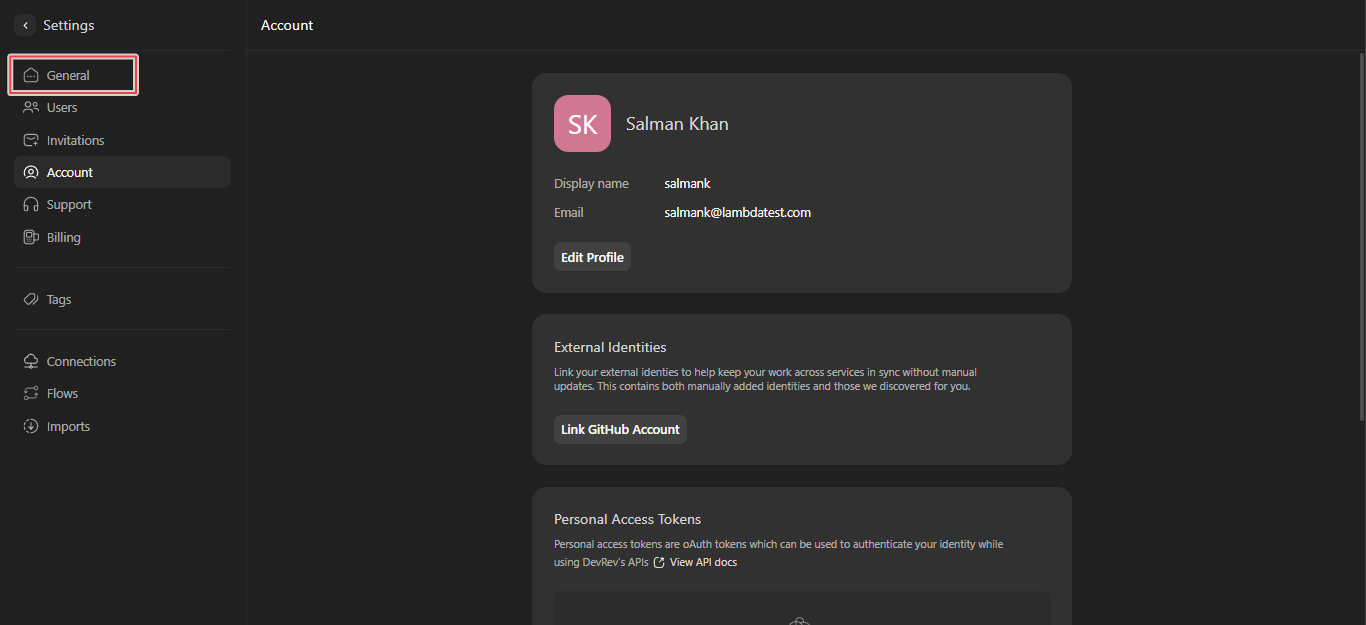 Settings
General
Users
Invitations
Account
Support
Billing
Tags
Connections
Flows
Imports
Account
SK
Salman Khan
Display name salmank
Email salmank@lambdatest.com
Edit Profile
External Identities
Link your external identies to help keep your work across services in sync without manual
updates. This contains both manually added identities and those we discovered for you.
Link GitHub Account
Personal Access Tokens
Personal access tokens are oAuth tokens which can be used to authenticate your identity while
using DevRev's APIs View API docs